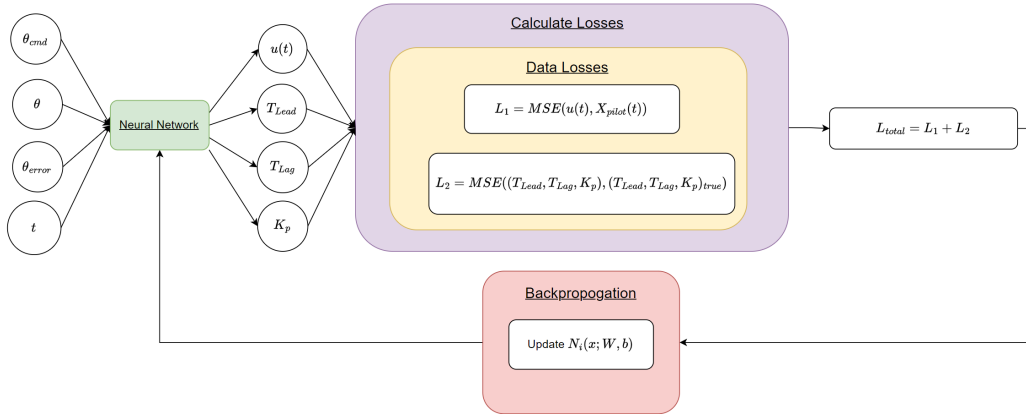 θ_cmd
θ
θ_error
t
Neural Network
u(t)
T_Lead
T_Lag
K_p
Calculate Losses
Data Losses
L_1 = MSE(u(t), X_pilot(t))
L_2 = MSE((T_Lead, T_Lag, K_p), (T_Lead, T_Lag, K_p)_true)
L_total = L_1 + L_2
Backpropogation
Update N_i(x; W, b)